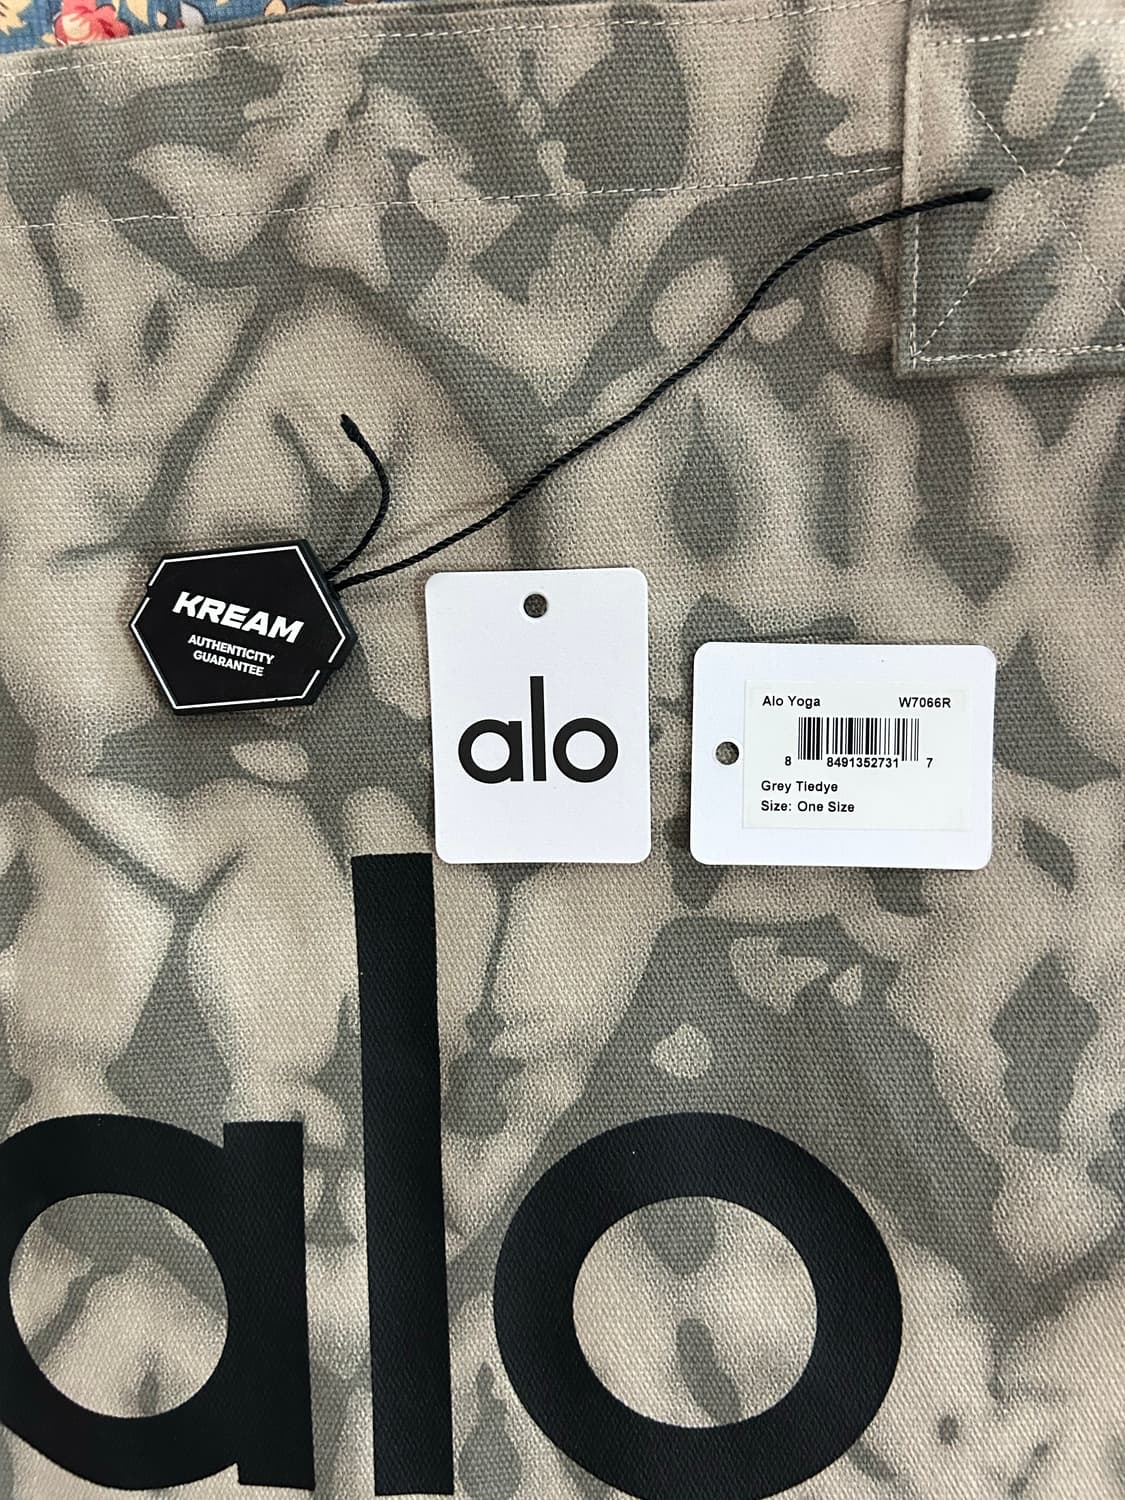 KREAM
AUTHENTICITY
GUARANTEE
alo
Alo Yoga W7066R
8 8491352731 7
Grey Tiedye
Size: One Size
alo